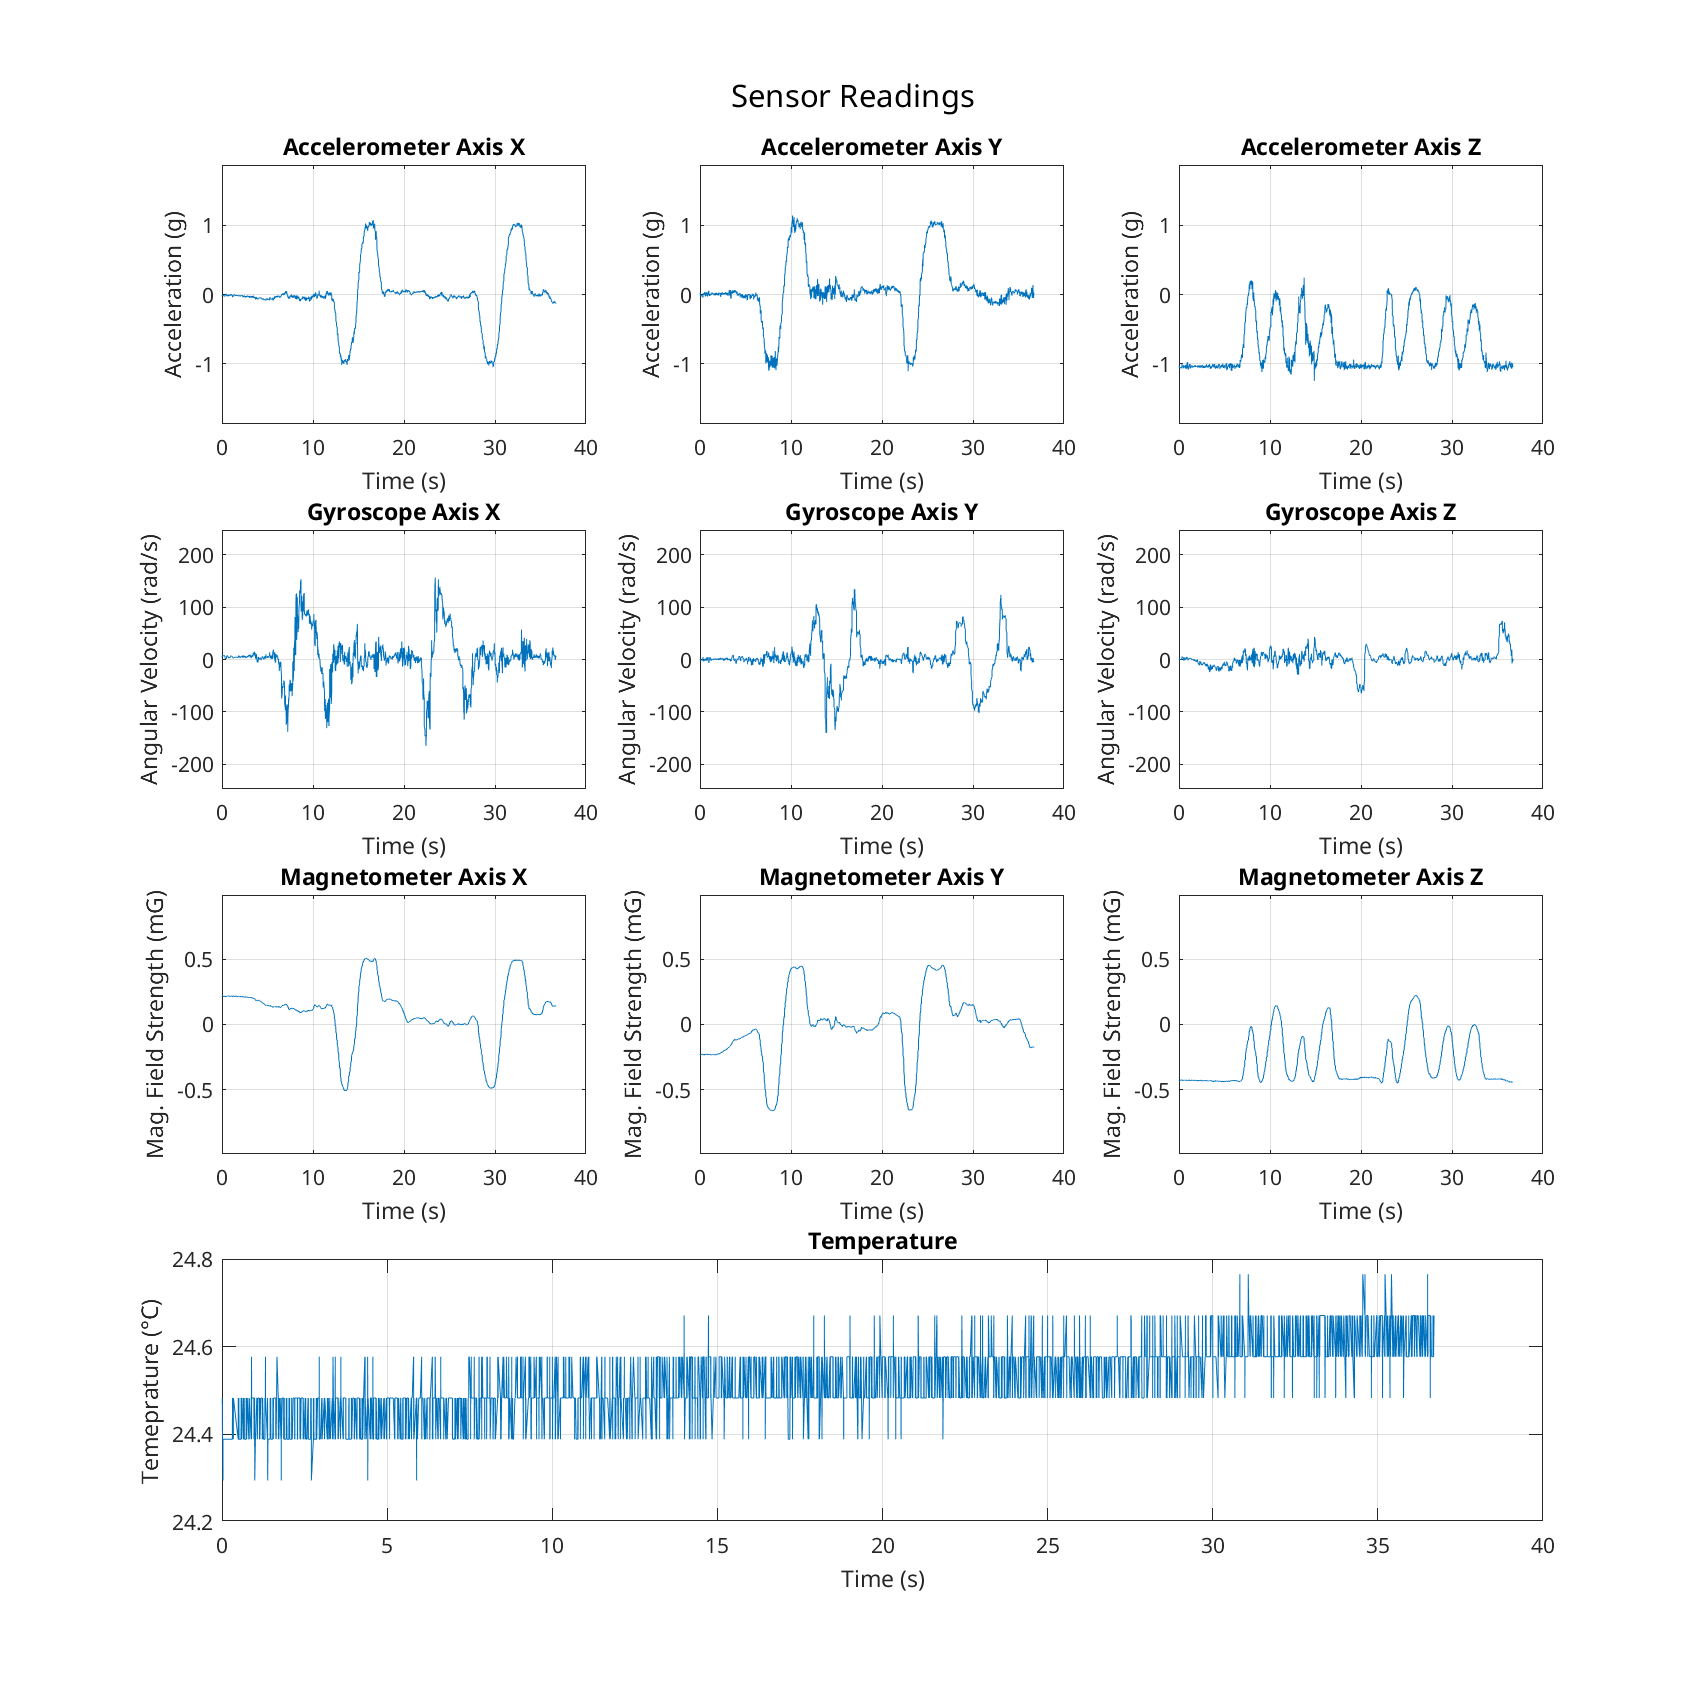 Sensor Readings
Accelerometer Axis X
Acceleration (g)
1
0
-1
0 10 20 30 40
Time (s)
Accelerometer Axis Y
Acceleration (g)
1
0
-1
0 10 20 30 40
Time (s)
Accelerometer Axis Z
Acceleration (g)
1
0
-1
0 10 20 30 40
Time (s)
Gyroscope Axis X
Angular Velocity (rad/s)
200
100
0
-100
-200
0 10 20 30 40
Time (s)
Gyroscope Axis Y
Angular Velocity (rad/s)
200
100
0
-100
-200
0 10 20 30 40
Time (s)
Gyroscope Axis Z
Angular Velocity (rad/s)
200
100
0
-100
-200
0 10 20 30 40
Time (s)
Magnetometer Axis X
Mag. Field Strength (mG)
0.5
0
-0.5
0 10 20 30 40
Time (s)
Magnetometer Axis Y
Mag. Field Strength (mG)
0.5
0
-0.5
0 10 20 30 40
Time (s)
Magnetometer Axis Z
Mag. Field Strength (mG)
0.5
0
-0.5
0 10 20 30 40
Time (s)
Temperature
Temeprature (°C)
24.8
24.6
24.4
24.2
0 5 10 15 20 25 30 35 40
Time (s)